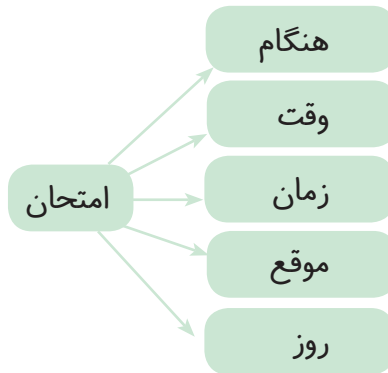 هنگام
وقت
زمان
امتحان
موقع
روز